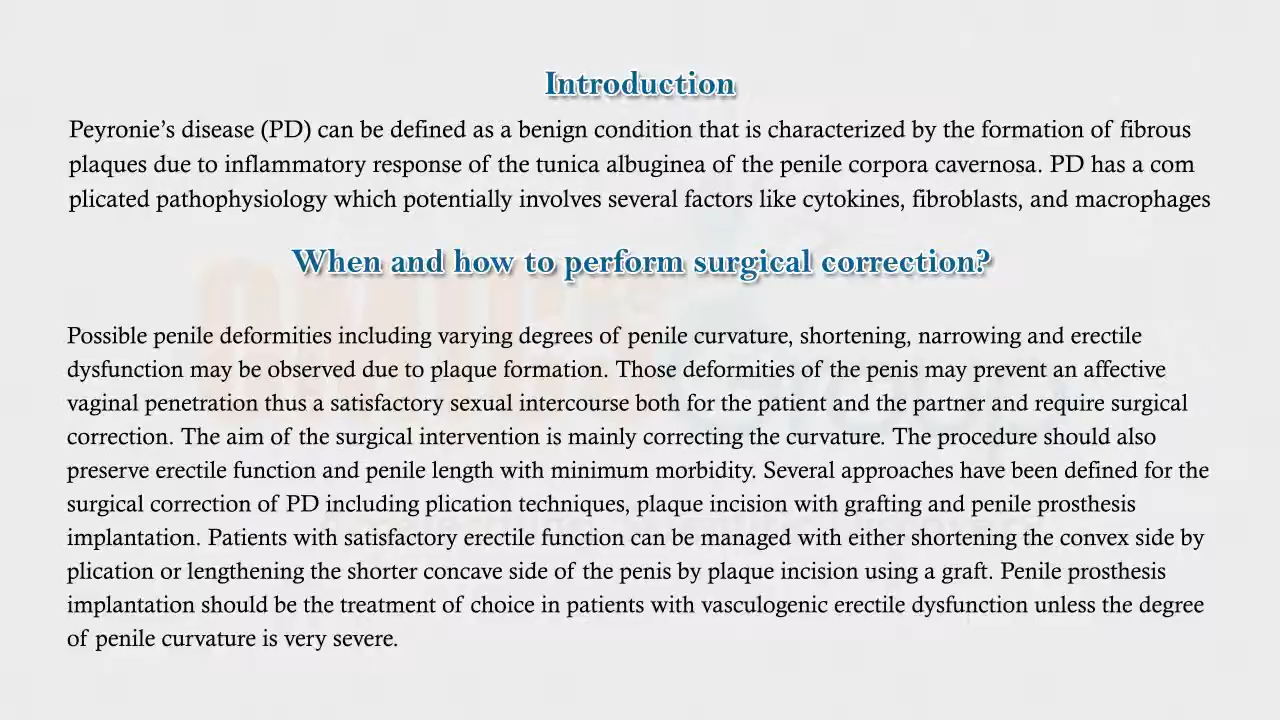 Introduction
Peyronie's disease (PD) can be defined as a benign condition that is characterized by the formation of fibrous
plaques due to inflammatory response of the tunica albuginea of the penile corpora cavernosa. PD has a com
plicated pathophysiology which potentially involves several factors like cytokines, fibroblasts, and macrophages
When and how to perform surgical correction?
Possible penile deformities including varying degrees of penile curvature, shortening, narrowing and erectile
dysfunction may be observed due to plaque formation. Those deformities of the penis may prevent an affective
vaginal penetration thus a satisfactory sexual intercourse both for the patient and the partner and require surgical
correction. The aim of the surgical intervention is mainly correcting the curvature. The procedure should also
preserve erectile function and penile length with minimum morbidity. Several approaches have been defined for the
surgical correction of PD including plication techniques, plaque incision with grafting and penile prosthesis
implantation. Patients with satisfactory erectile function can be managed with either shortening the convex side by
plication or lengthening the shorter concave side of the penis by plaque incision using a graft. Penile prosthesis
implantation should be the treatment of choice in patients with vasculogenic erectile dysfunction unless the degree
of penile curvature is very severe.